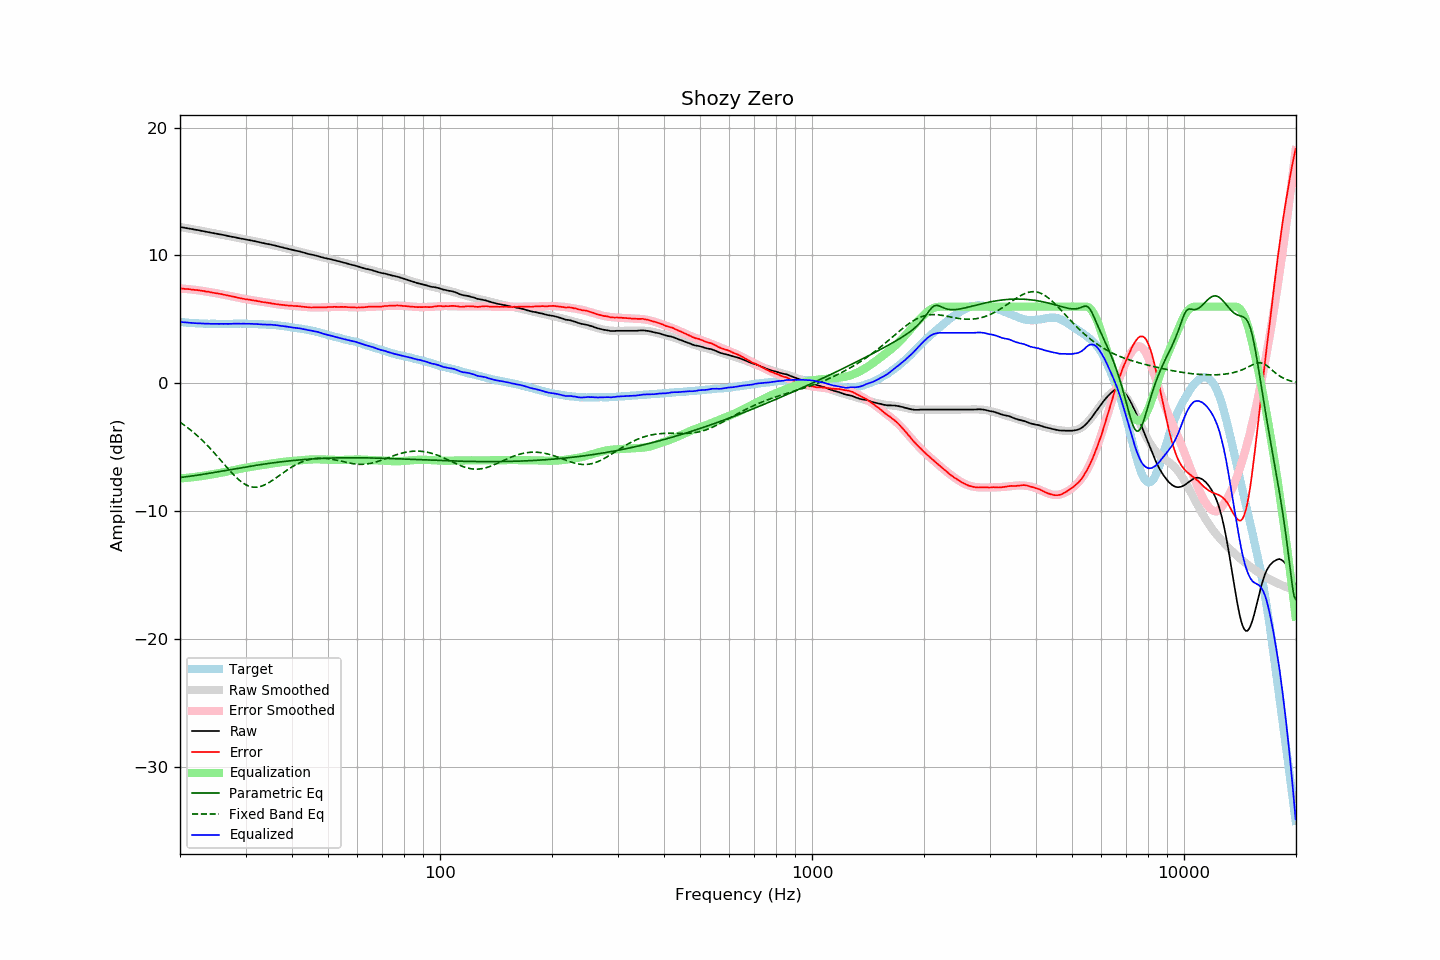 Shozy Zero
20
10
0
−10
−20
−30
Amplitude (dBr)
Target
Raw Smoothed
Error Smoothed
Raw
Error
Equalization
Parametric Eq
Fixed Band Eq
Equalized
100 1000 10000
Frequency (Hz)